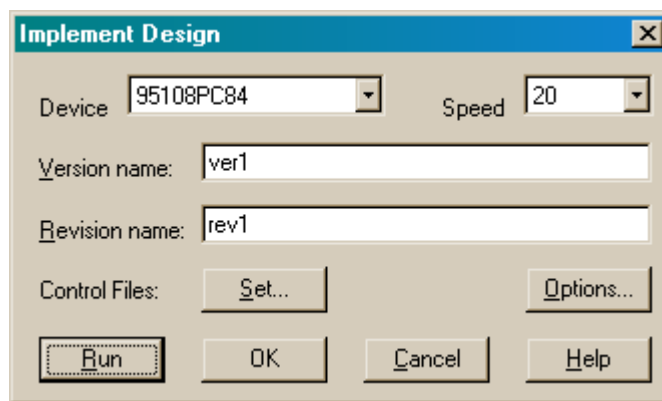 Implement Design
Device 95108PC84 Speed 20
Version name: ver1
Revision name: rev1
Control Files: Set... Options...
Run OK Cancel Help